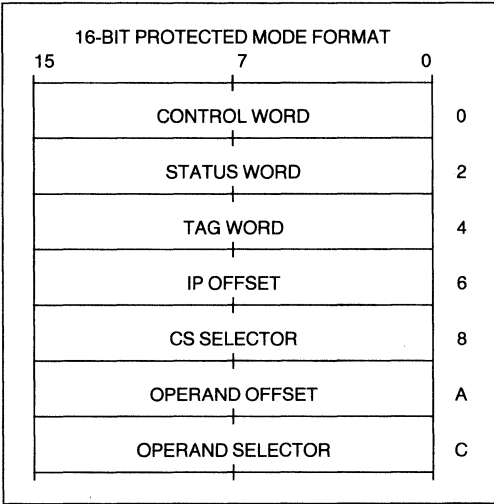 16-BIT PROTECTED MODE FORMAT
15 7 0
CONTROL WORD 0
STATUS WORD 2
TAG WORD 4
IP OFFSET 6
CS SELECTOR 8
OPERAND OFFSET A
OPERAND SELECTOR C